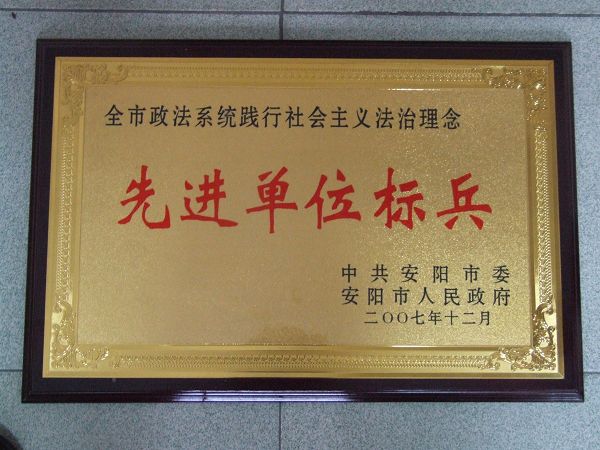 全市政法系统践行社会主义法治理念
先进单位标兵
中共安阳市委
安阳市人民政府
二〇〇七年十二月